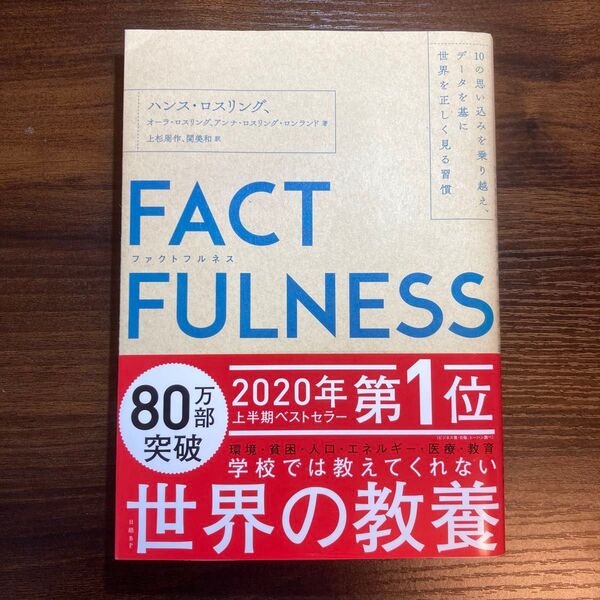 10の思い込みを乗り越え、
データを基に
世界を正しく見る習慣
ハンス・ロスリング、
オーラ・ロスリング、アンナ・ロスリング・ロンランド 著
上杉周作、関美和 訳
FACT
ファクトフルネス
FULNESS
80万部
突破
2020年
上半期ベストセラー
第1位
環境・貧困・人口・エネルギー・医療・教育
学校では教えてくれない
世界の教養
日経BP